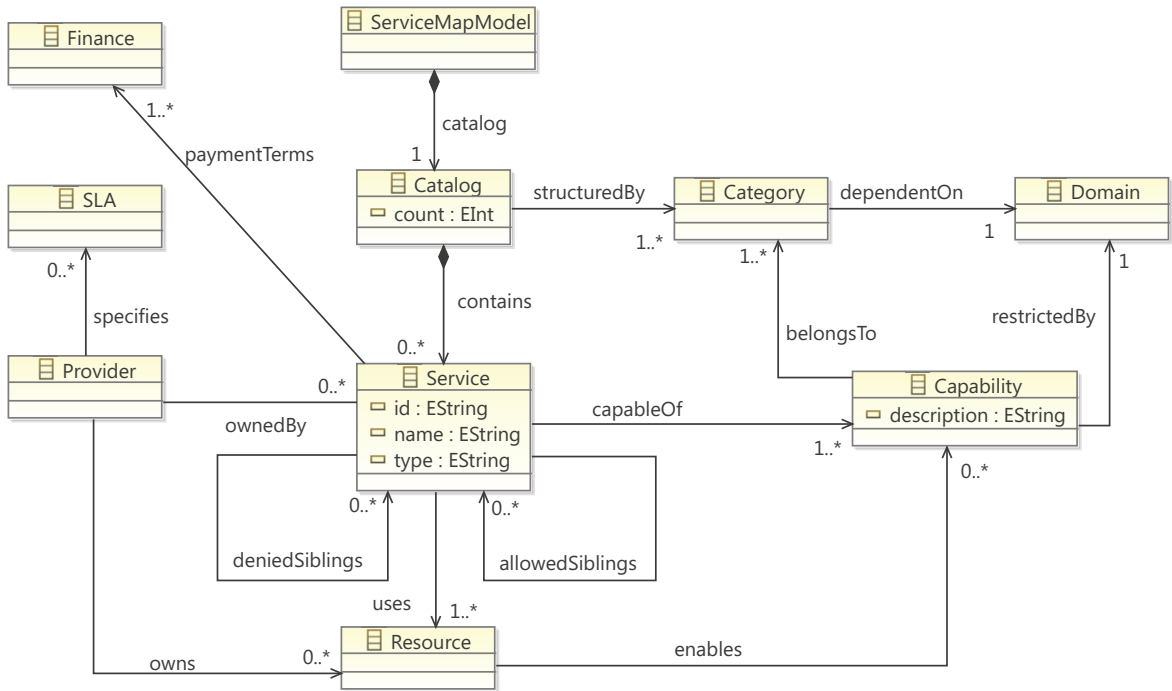 ServiceMapModel
Finance
1..*
catalog
paymentTerms
1
Catalog
count : EInt
structuredBy
1..*
Category
dependentOn
1
Domain
SLA
0..*
1..*
1
specifies
contains
belongsTo
restrictedBy
0..*
Provider
0..*
ownedBy
Service
id : EString
name : EString
type : EString
capableOf
1..*
Capability
description : EString
0..*
0..*
0..*
deniedSiblings
allowedSiblings
uses
1..*
Resource
owns
0..*
enables